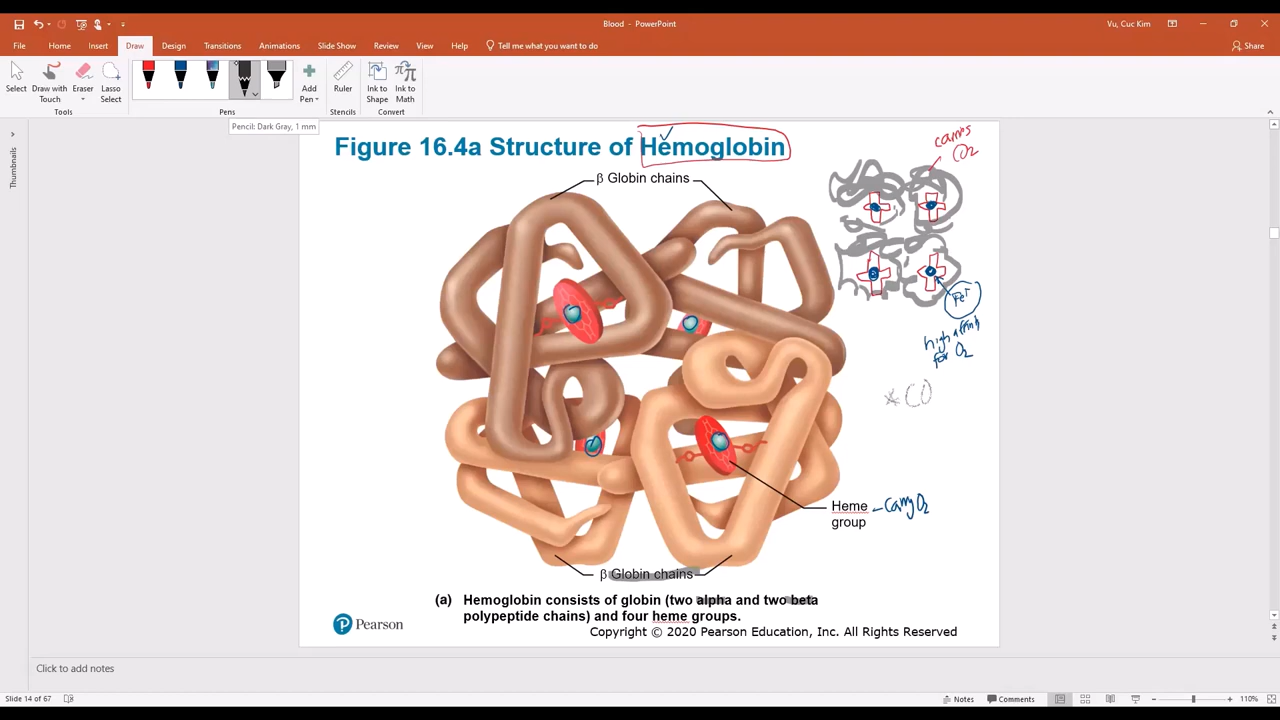 Blood - PowerPoint
Vu, Cuc Kim
File Home Insert Draw Design Transitions Animations Slide Show Review View Help Tell me what you want to do
Share
Select
Draw with Touch
Eraser
Lasso Select
Add Pen
Ruler
Ink to Shape
Ink to Math
Tools
Pens
Stencils
Convert
Pencil: Dark Gray, 1 mm
Thumbnails
Figure 16.4a Structure of Hemoglobin
carries
O2
β Globin chains
Fe+
high
for O2
* CO
Heme
group
- carry O2
β Globin chains
(a) Hemoglobin consists of globin (two alpha and two beta
polypeptide chains) and four heme groups.
Pearson
Copyright © 2020 Pearson Education, Inc. All Rights Reserved
Click to add notes
Slide 14 of 67
Notes
Comments
110%